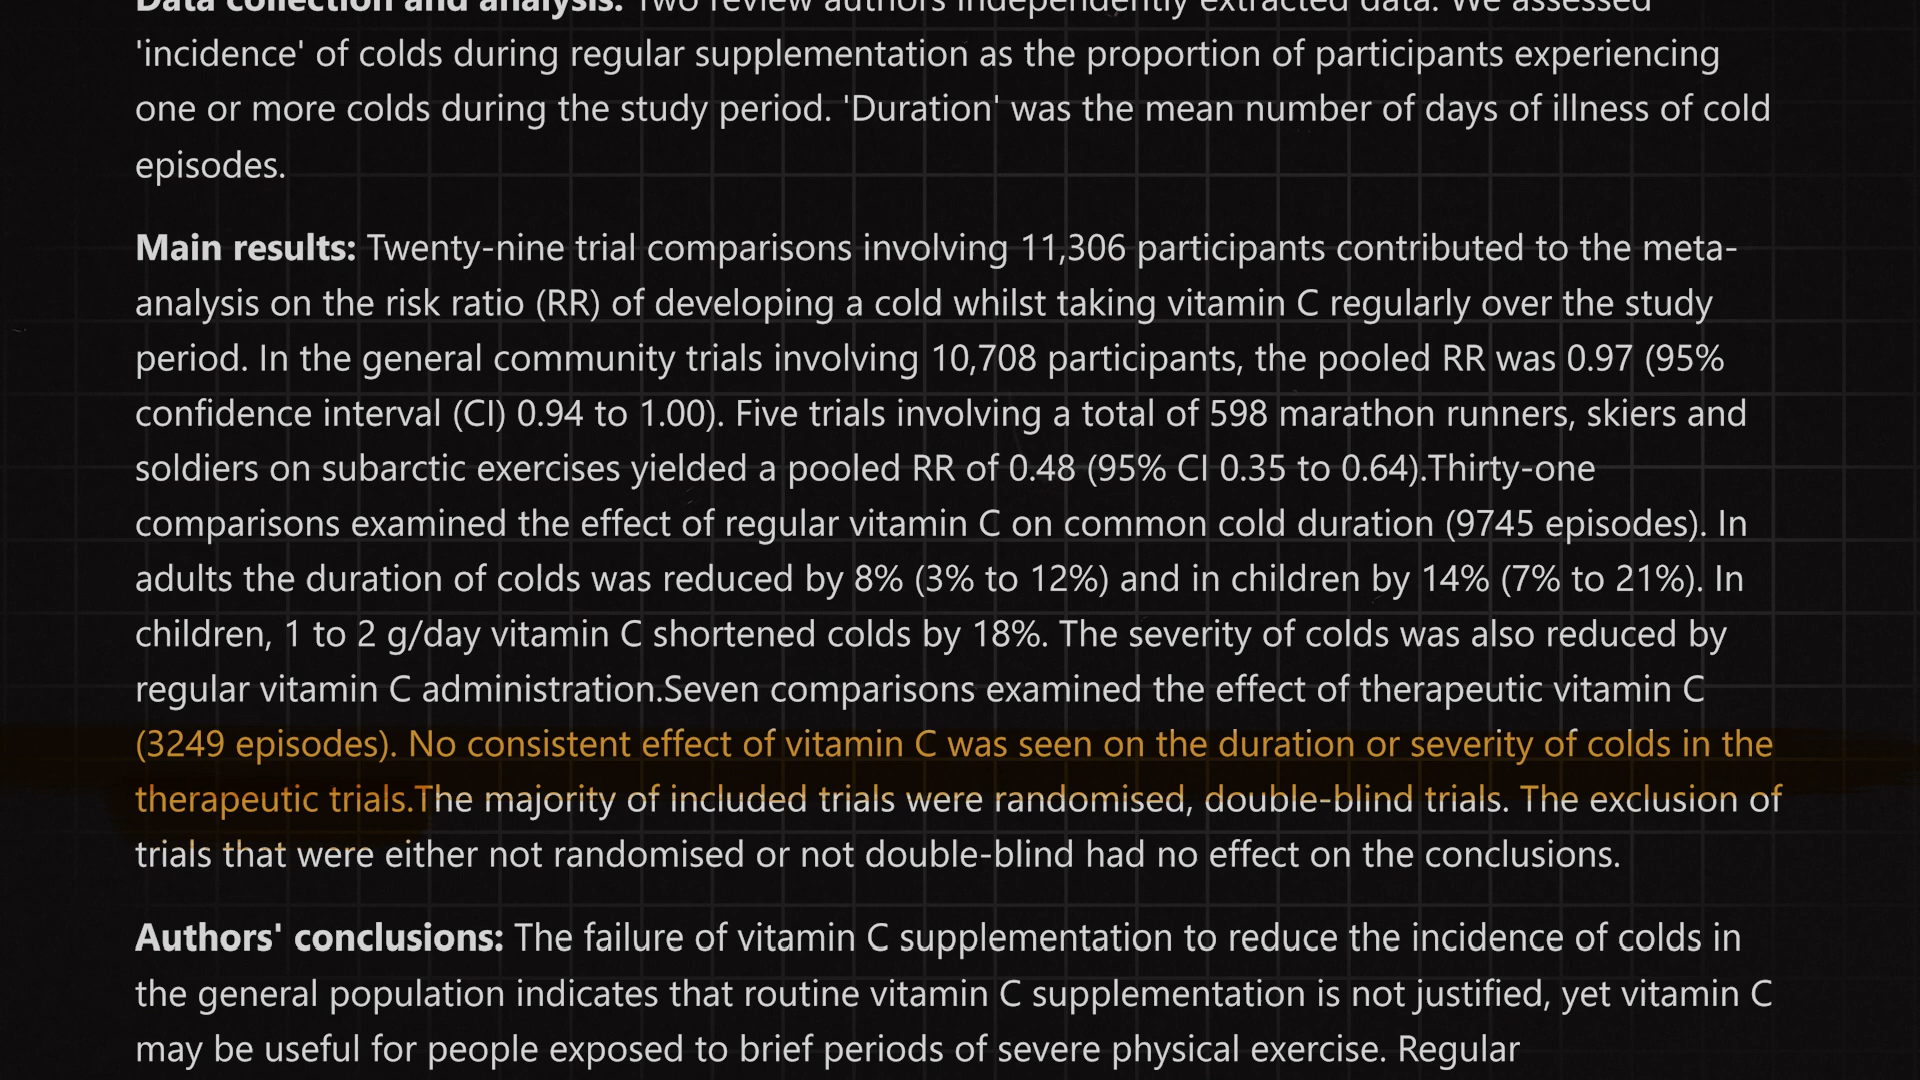 Data collection and analysis: Two review authors independently extracted data. We assessed
'incidence' of colds during regular supplementation as the proportion of participants experiencing
one or more colds during the study period. 'Duration' was the mean number of days of illness of cold
episodes.
Main results: Twenty-nine trial comparisons involving 11,306 participants contributed to the meta-
analysis on the risk ratio (RR) of developing a cold whilst taking vitamin C regularly over the study
period. In the general community trials involving 10,708 participants, the pooled RR was 0.97 (95%
confidence interval (CI) 0.94 to 1.00). Five trials involving a total of 598 marathon runners, skiers and
soldiers on subarctic exercises yielded a pooled RR of 0.48 (95% CI 0.35 to 0.64).Thirty-one
comparisons examined the effect of regular vitamin C on common cold duration (9745 episodes). In
adults the duration of colds was reduced by 8% (3% to 12%) and in children by 14% (7% to 21%). In
children, 1 to 2 g/day vitamin C shortened colds by 18%. The severity of colds was also reduced by
regular vitamin C administration.Seven comparisons examined the effect of therapeutic vitamin C
(3249 episodes). No consistent effect of vitamin C was seen on the duration or severity of colds in the
therapeutic trials.The majority of included trials were randomised, double-blind trials. The exclusion of
trials that were either not randomised or not double-blind had no effect on the conclusions.
Authors' conclusions: The failure of vitamin C supplementation to reduce the incidence of colds in
the general population indicates that routine vitamin C supplementation is not justified, yet vitamin C
may be useful for people exposed to brief periods of severe physical exercise. Regular